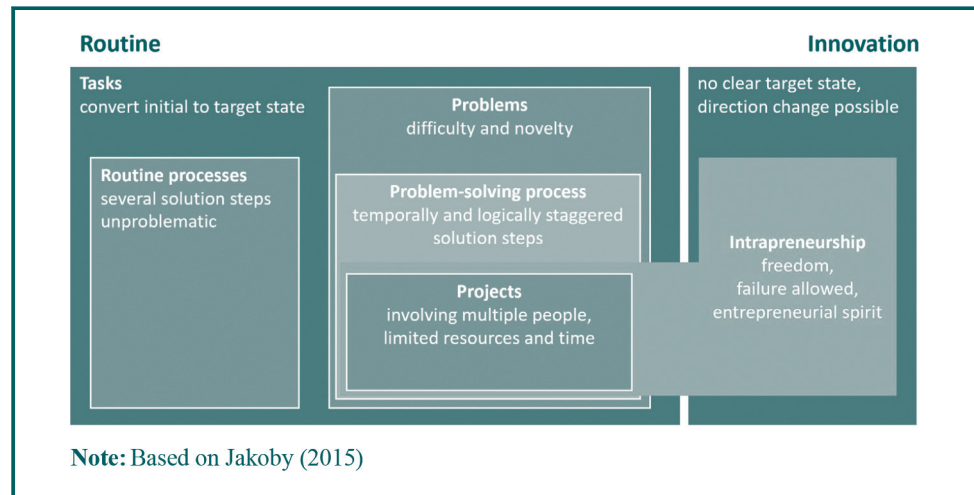 Routine
Innovation
Tasks
convert initial to target state
Problems
difficulty and novelty
no clear target state,
direction change possible
Routine processes
several solution steps
unproblematic
Problem-solving process
temporally and logically staggered
solution steps
Projects
involving multiple people,
limited resources and time
Intrapreneurship
freedom,
failure allowed,
entrepreneurial spirit
Note: Based on Jakoby (2015)